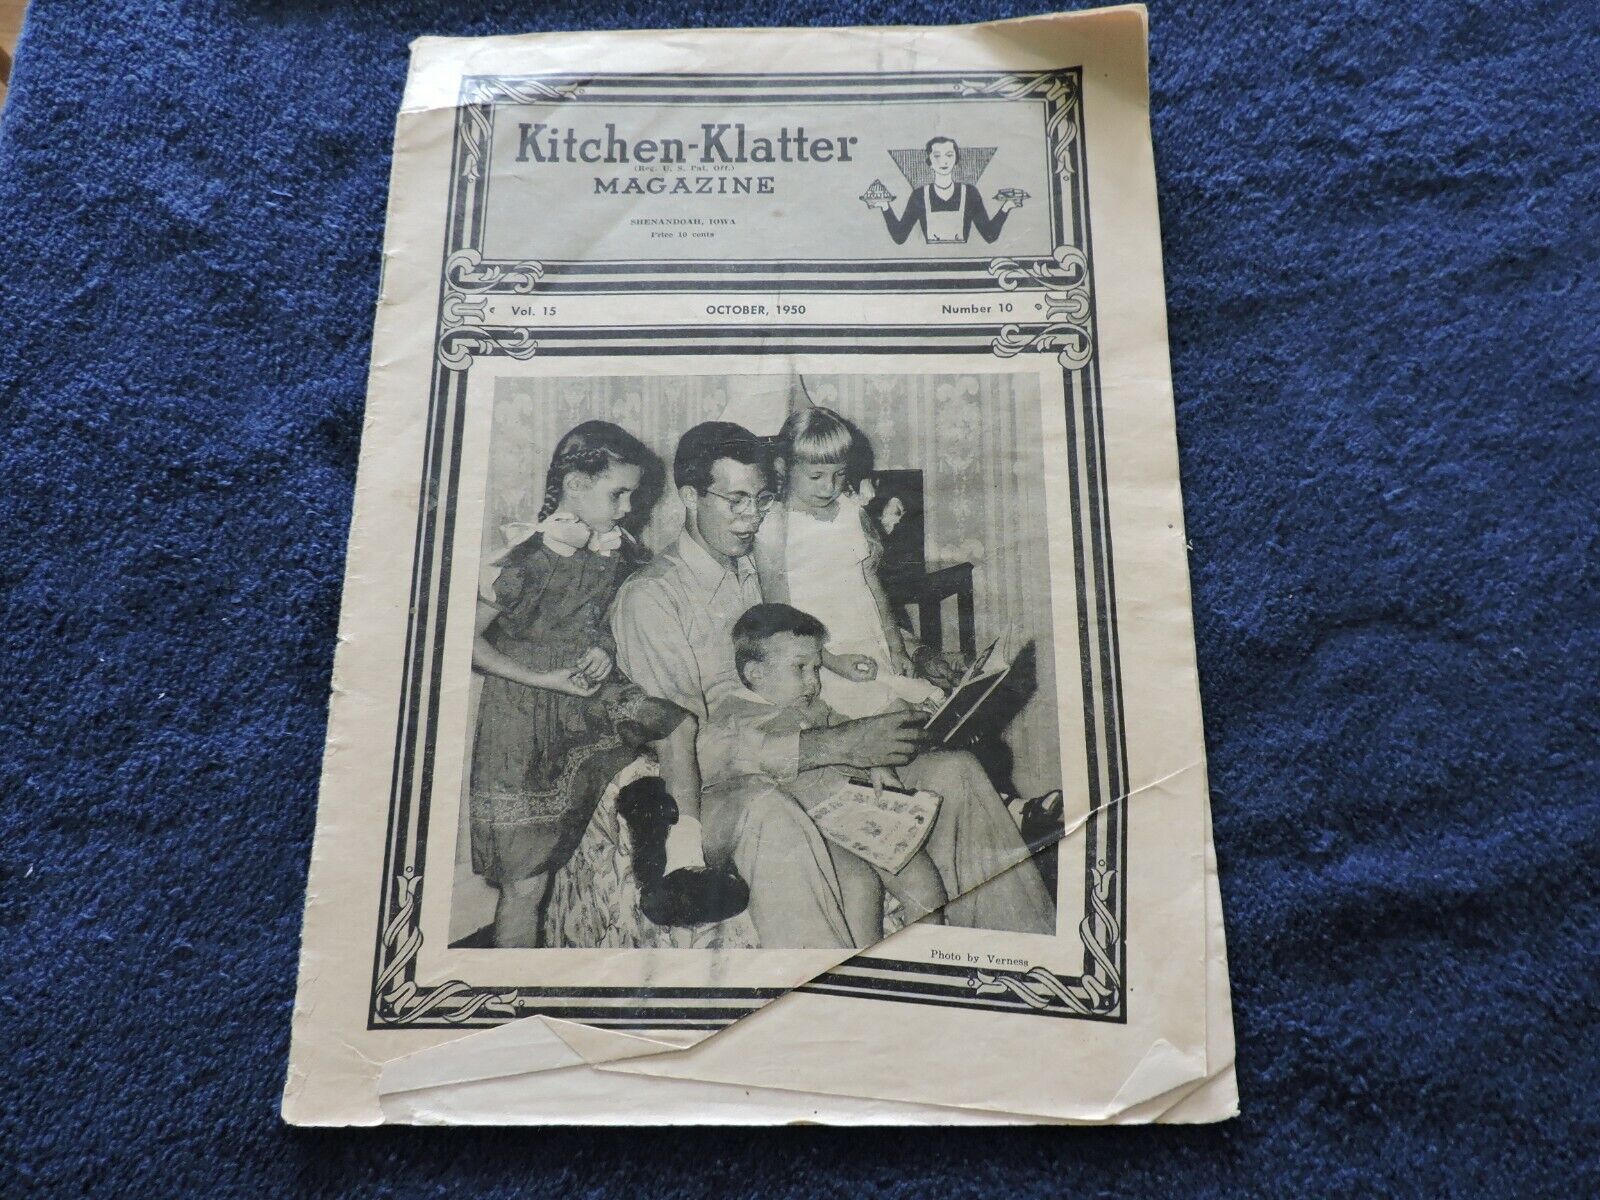 Kitchen-Klatter
(Reg. U. S. Pat. Off.)
MAGAZINE
SHENANDOAH, IOWA
Price 10 cents
Vol. 15
OCTOBER, 1950
Number 10
Photo by Verness